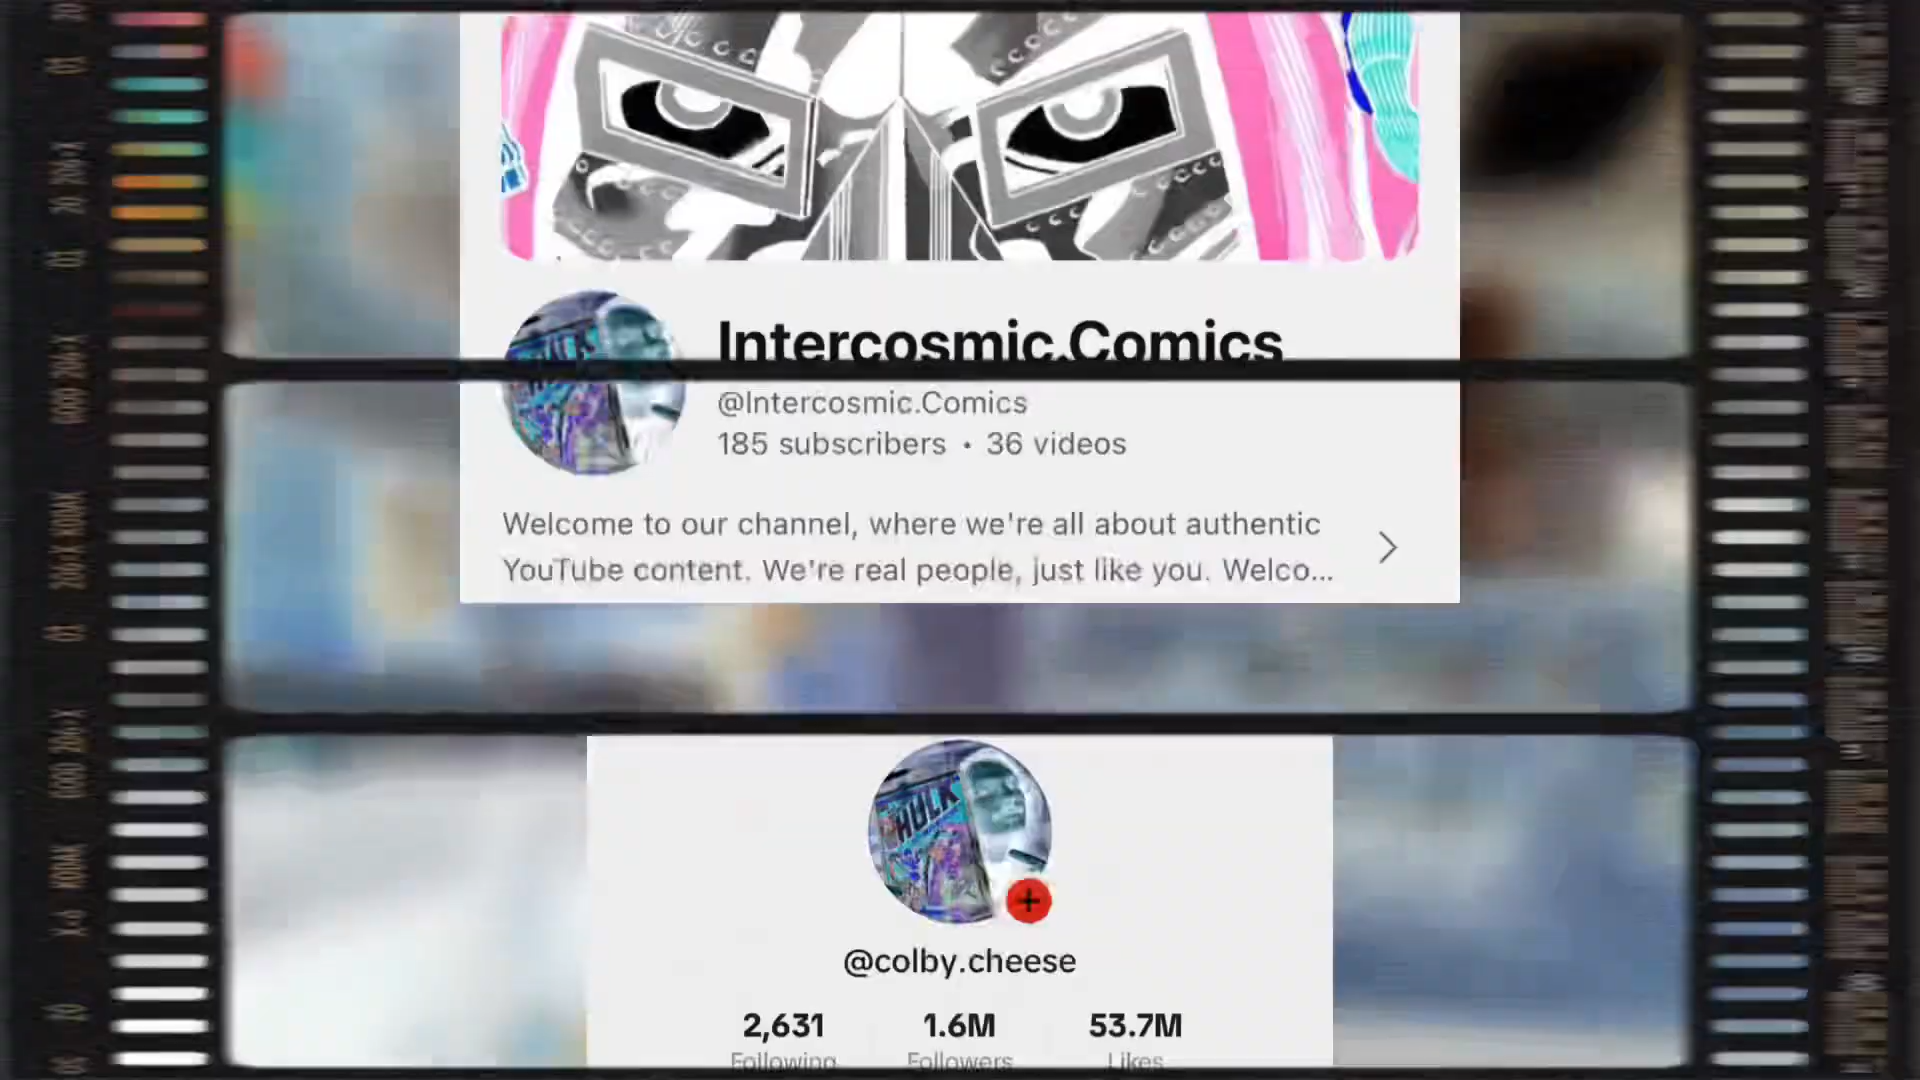 Intercosmic.Comics
@Intercosmic.Comics
185 subscribers • 36 videos
Welcome to our channel, where we're all about authentic
YouTube content. We're real people, just like you. Welco...
HULK
@colby.cheese
2,631 1.6M 53.7M
Following Followers Likes